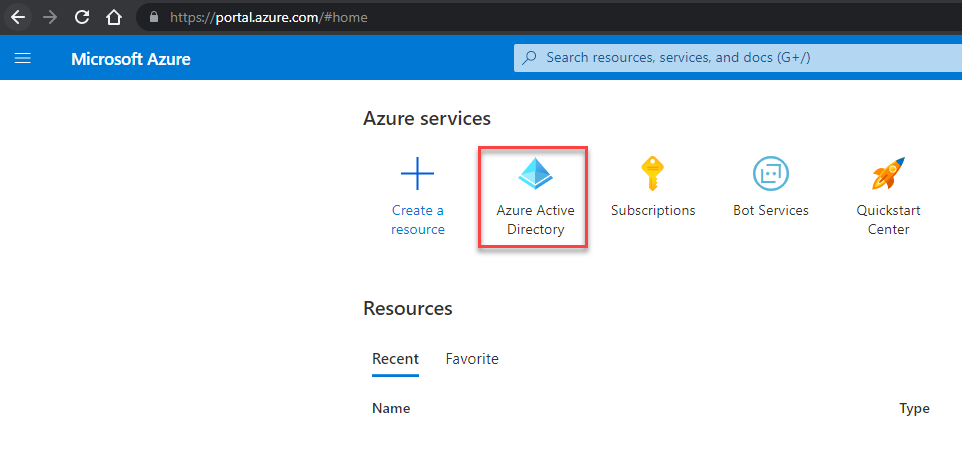 https://portal.azure.com/#home
Microsoft Azure
Search resources, services, and docs (G+/)
Azure services
Create a
resource
Azure Active
Directory
Subscriptions
Bot Services
Quickstart
Center
Resources
Recent
Favorite
Name
Type